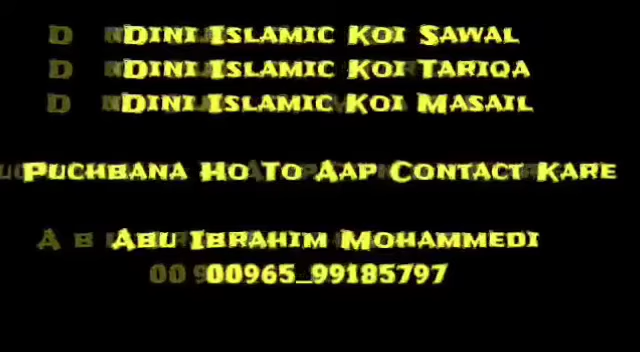 Dini Islamic Koi Sawal
Dini Islamic Koi Tariqa
Dini Islamic Koi Masail
Puchbana Ho To Aap Contact Kare
Abu Ibrahim Mohammedi
00965_99185797